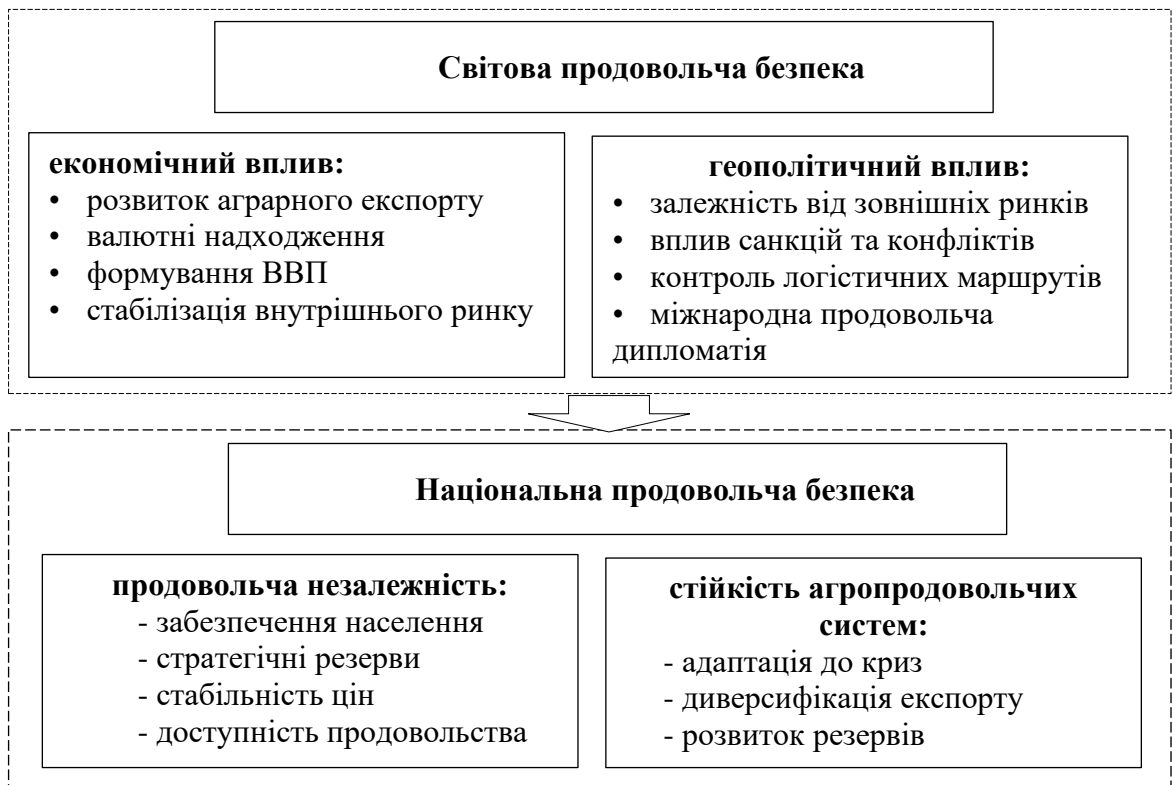 Світова продовольча безпека
економічний вплив:
• розвиток аграрного експорту
• валютні надходження
• формування ВВП
• стабілізація внутрішнього ринку
геополітичний вплив:
• залежність від зовнішніх ринків
• вплив санкцій та конфліктів
• контроль логістичних маршрутів
• міжнародна продовольча
дипломатія
Національна продовольча безпека
продовольча незалежність:
- забезпечення населення
- стратегічні резерви
- стабільність цін
- доступність продовольства
стійкість агропродовольчих
систем:
- адаптація до криз
- диверсифікація експорту
- розвиток резервів